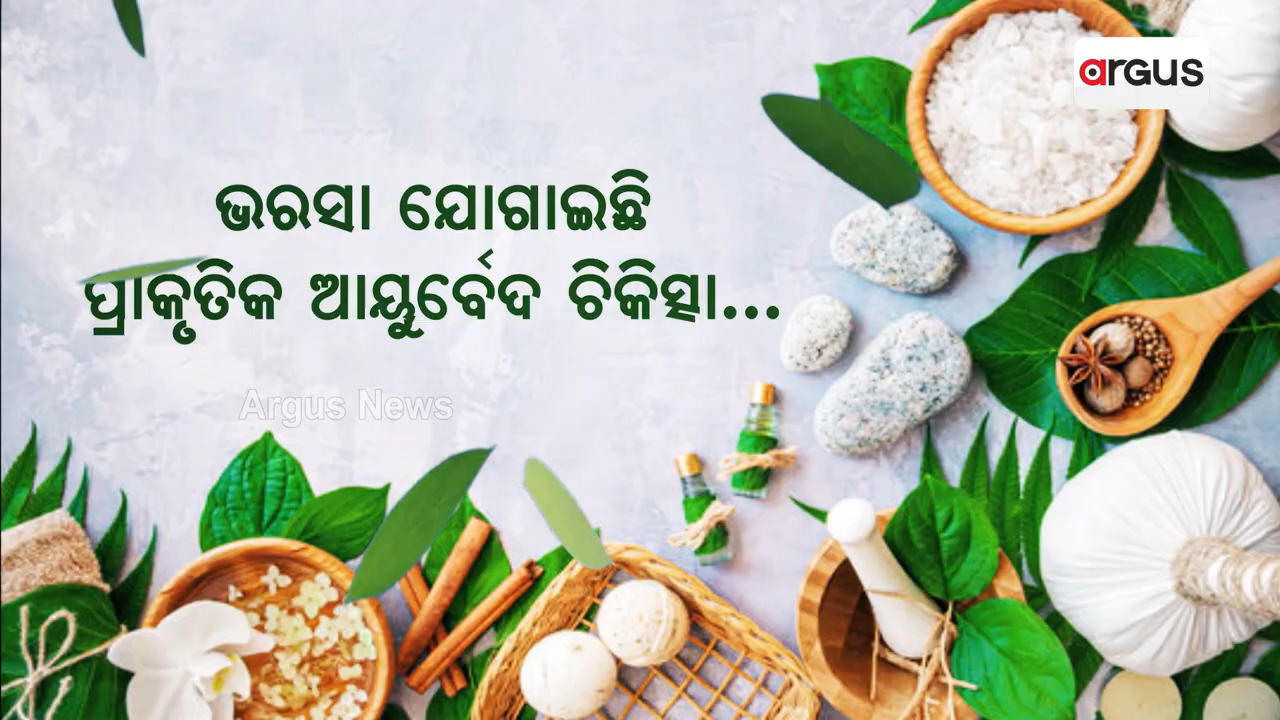 argus
ଭରସା ଯୋଗାଇଛି
ପ୍ରାକୃତିକ ଆୟୁର୍ବେଦ ଚିକିତ୍ସା...
Argus News